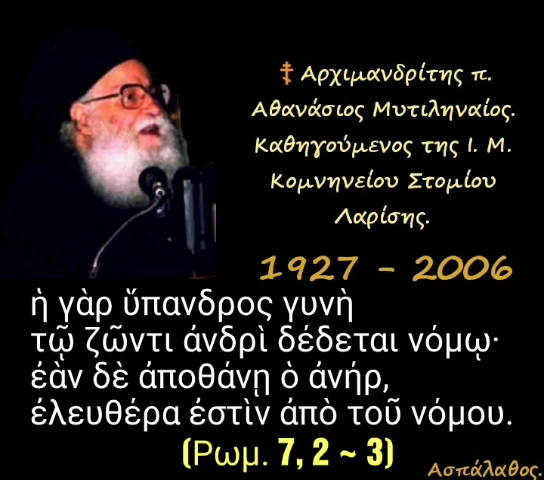 ‡ Αρχιμανδρίτης π.
Αθανάσιος Μυτιληναίος.
Καθηγούμενος της Ι. Μ.
Κομνηνείου Στομίου
Λαρίσης.
1927 - 2006
ἡ γὰρ ὕπανδρος γυνὴ
τῷ ζῶντι ἀνδρὶ δέδεται νόμῳ·
ἐὰν δὲ ἀποθάνῃ ὁ ἀνήρ,
ἐλευθέρα ἐστὶν ἀπὸ τοῦ νόμου.
(Ρωμ. 7, 2 ~ 3)
Ασπάλαθος.